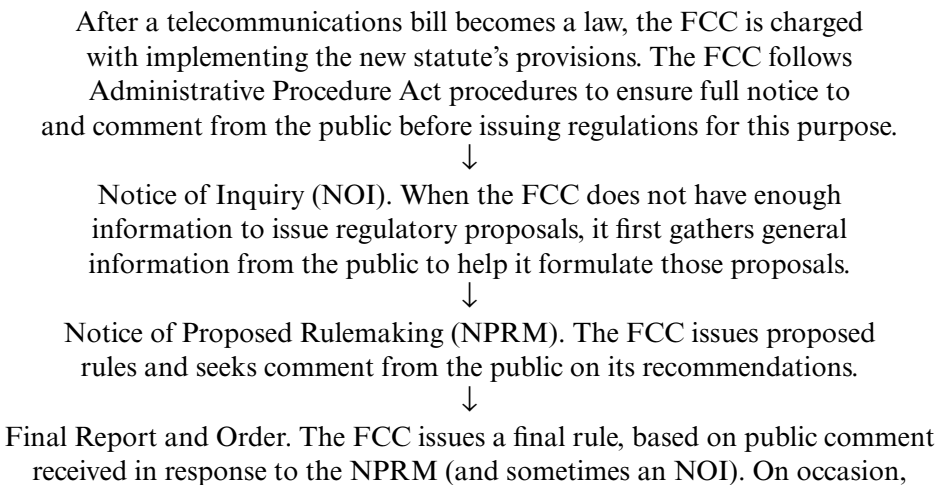 After a telecommunications bill becomes a law, the FCC is charged
with implementing the new statute’s provisions. The FCC follows
Administrative Procedure Act procedures to ensure full notice to
and comment from the public before issuing regulations for this purpose.
↓
Notice of Inquiry (NOI). When the FCC does not have enough
information to issue regulatory proposals, it first gathers general
information from the public to help it formulate those proposals.
↓
Notice of Proposed Rulemaking (NPRM). The FCC issues proposed
rules and seeks comment from the public on its recommendations.
↓
Final Report and Order. The FCC issues a final rule, based on public comment
received in response to the NPRM (and sometimes an NOI). On occasion,